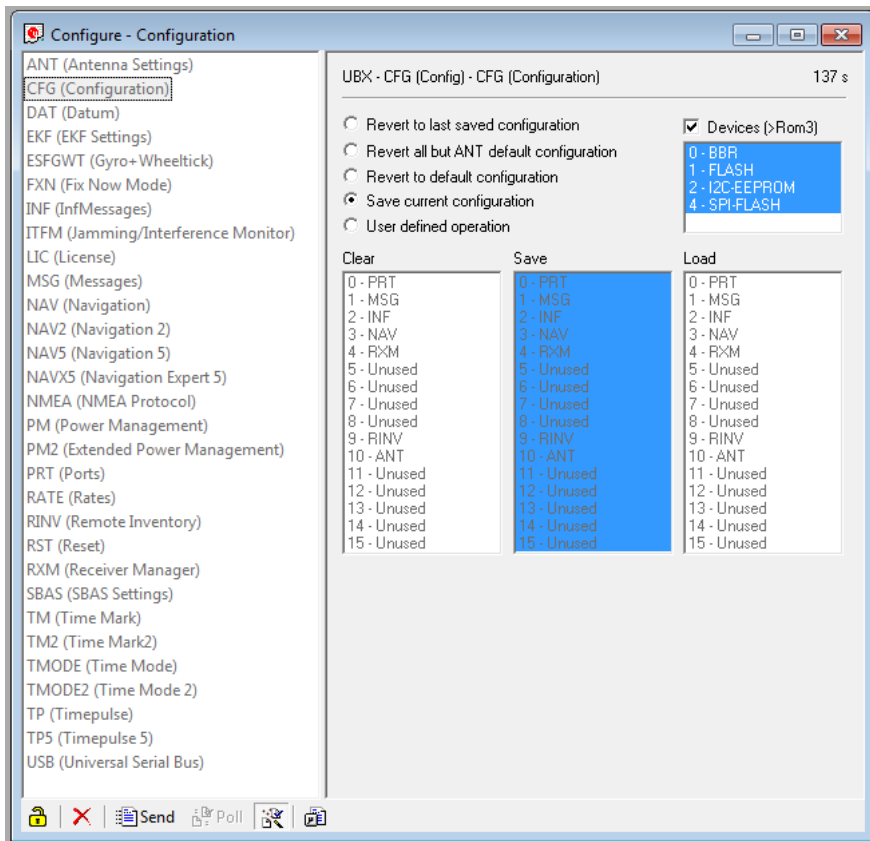 Configure - Configuration
ANT (Antenna Settings)
CFG (Configuration)
DAT (Datum)
EKF (EKF Settings)
ESFGWT (Gyro+Wheeltick)
FXN (Fix Now Mode)
INF (InfMessages)
ITFM (Jamming/Interference Monitor)
LIC (License)
MSG (Messages)
NAV (Navigation)
NAV2 (Navigation 2)
NAV5 (Navigation 5)
NAVX5 (Navigation Expert 5)
NMEA (NMEA Protocol)
PM (Power Management)
PM2 (Extended Power Management)
PRT (Ports)
RATE (Rates)
RINV (Remote Inventory)
RST (Reset)
RXM (Receiver Manager)
SBAS (SBAS Settings)
TM (Time Mark)
TM2 (Time Mark2)
TMODE (Time Mode)
TMODE2 (Time Mode 2)
TP (Timepulse)
TP5 (Timepulse 5)
USB (Universal Serial Bus)
UBX - CFG (Config) - CFG (Configuration) 137 s
Revert to last saved configuration
Revert all but ANT default configuration
Revert to default configuration
Save current configuration
User defined operation
Devices (>Rom3)
0 - BBR
1 - FLASH
2 - I2C-EEPROM
4 - SPI-FLASH
Clear
0 - PRT
1 - MSG
2 - INF
3 - NAV
4 - RXM
5 - Unused
6 - Unused
7 - Unused
8 - Unused
9 - RINV
10 - ANT
11 - Unused
12 - Unused
13 - Unused
14 - Unused
15 - Unused
Save
0 - PRT
1 - MSG
2 - INF
3 - NAV
4 - RXM
5 - Unused
6 - Unused
7 - Unused
8 - Unused
9 - RINV
10 - ANT
11 - Unused
12 - Unused
13 - Unused
14 - Unused
15 - Unused
Load
0 - PRT
1 - MSG
2 - INF
3 - NAV
4 - RXM
5 - Unused
6 - Unused
7 - Unused
8 - Unused
9 - RINV
10 - ANT
11 - Unused
12 - Unused
13 - Unused
14 - Unused
15 - Unused
Send Poll